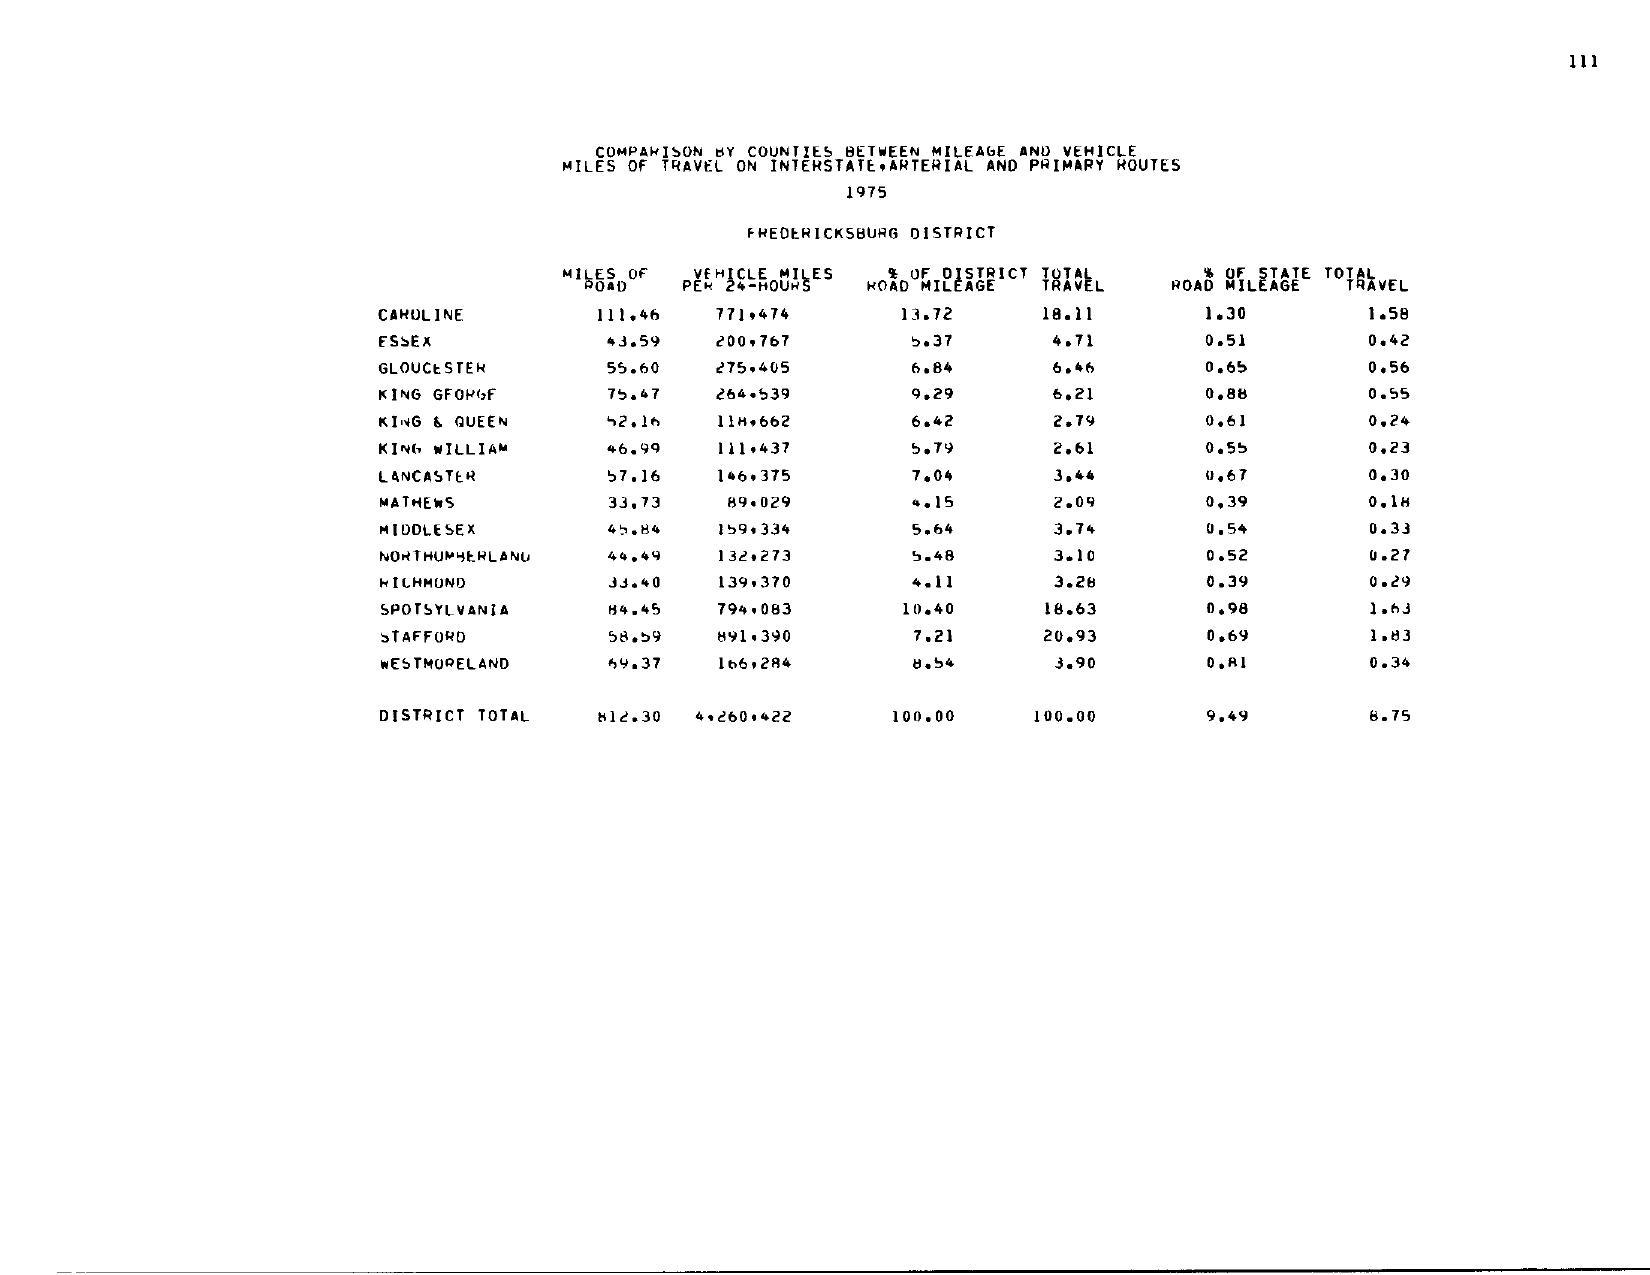 111
COMPARISON BY COUNTIES BETWEEN MILEAGE AND VEHICLE
MILES OF TRAVEL ON INTERSTATE,ARTERIAL AND PRIMARY ROUTES
1975
FREDERICKSBURG DISTRICT
MILES OF VEHICLE MILES % OF DISTRICT TOTAL % OF STATE TOTAL
ROAD PER 24-HOURS ROAD MILEAGE TRAVEL ROAD MILEAGE TRAVEL
CAROLINE 111.46 771,474 13.72 18.11 1.30 1.58
ESSEX 43.59 200,767 5.37 4.71 0.51 0.42
GLOUCESTER 55.60 275,405 6.84 6.46 0.65 0.56
KING GEORGE 75.47 264,539 9.29 6.21 0.88 0.55
KING & QUEEN 52.16 118,662 6.42 2.79 0.61 0.24
KING WILLIAM 46.99 111,437 5.79 2.61 0.55 0.23
LANCASTER 57.16 146,375 7.04 3.44 0.67 0.30
MATHEWS 33.73 89,029 4.15 2.09 0.39 0.18
MIDDLESEX 45.84 159,334 5.64 3.74 0.54 0.33
NORTHUMBERLAND 44.49 132,273 5.48 3.10 0.52 0.27
RICHMOND 33.40 139,370 4.11 3.28 0.39 0.29
SPOTSYLVANIA 84.45 794,083 10.40 18.63 0.98 1.63
STAFFORD 58.59 891,390 7.21 20.93 0.69 1.83
WESTMORELAND 69.37 166,284 8.54 3.90 0.81 0.34
DISTRICT TOTAL 812.30 4,260,422 100.00 100.00 9.49 8.75